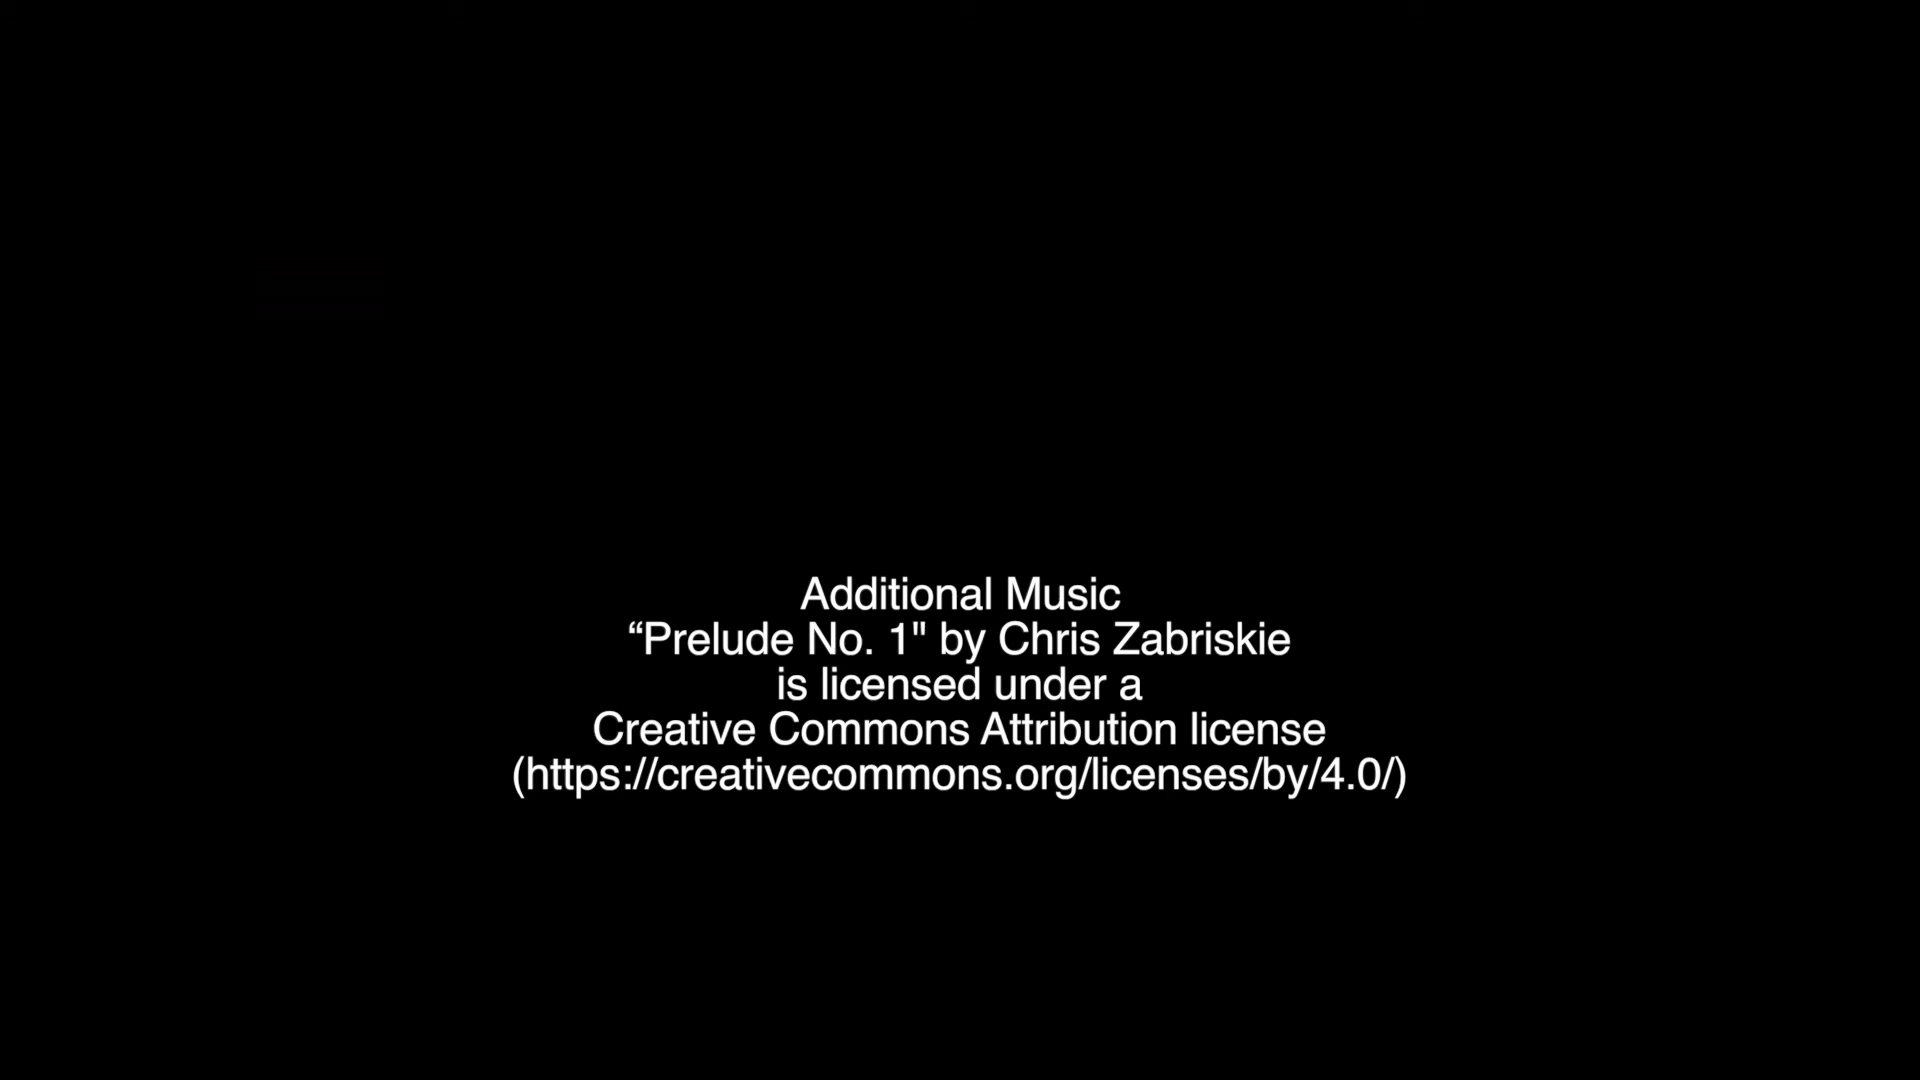 Additional Music
“Prelude No. 1" by Chris Zabriskie
is licensed under a
Creative Commons Attribution license
(https://creativecommons.org/licenses/by/4.0/)